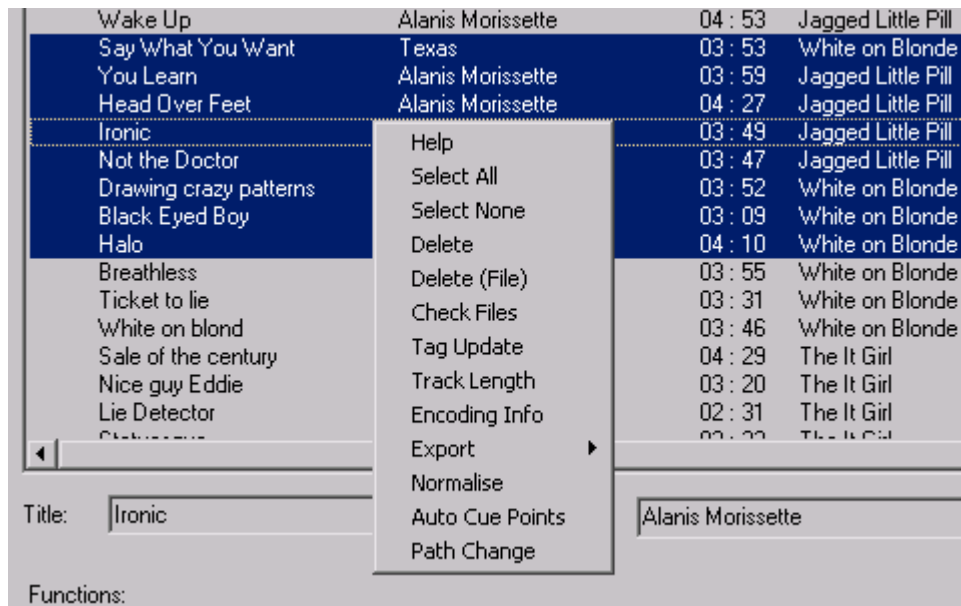 Wake Up Alanis Morissette 04 : 53 Jagged Little Pill
Say What You Want Texas 03 : 53 White on Blonde
You Learn Alanis Morissette 03 : 59 Jagged Little Pill
Head Over Feet Alanis Morissette 04 : 27 Jagged Little Pill
Ironic 03 : 49 Jagged Little Pill
Not the Doctor 03 : 47 Jagged Little Pill
Drawing crazy patterns 03 : 52 White on Blonde
Black Eyed Boy 03 : 09 White on Blonde
Halo 04 : 10 White on Blonde
Breathless 03 : 55 White on Blonde
Ticket to lie 03 : 31 White on Blonde
White on blond 03 : 46 White on Blonde
Sale of the century 04 : 29 The It Girl
Nice guy Eddie 03 : 20 The It Girl
Lie Detector 02 : 31 The It Girl
The It Girl
Help
Select All
Select None
Delete
Delete (File)
Check Files
Tag Update
Track Length
Encoding Info
Export
Normalise
Auto Cue Points
Path Change
Title: Ironic Alanis Morissette
Functions: